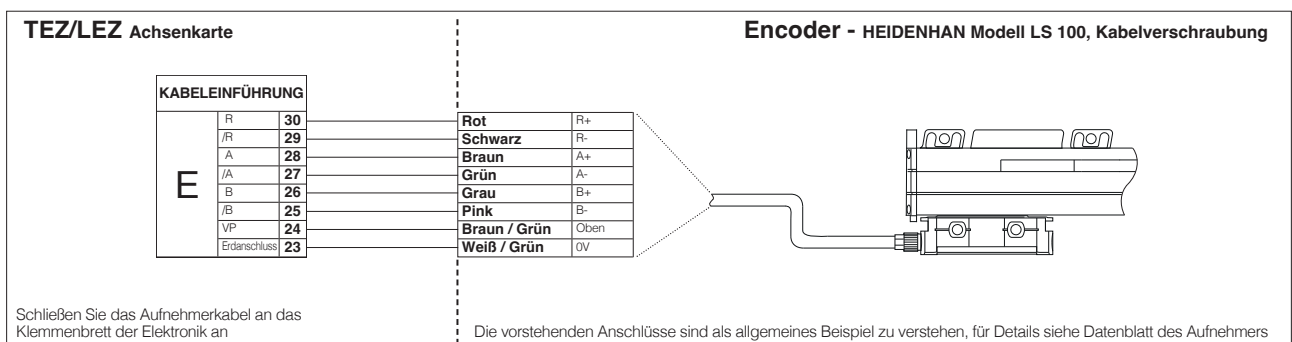 TEZ/LEZ Achsenkarte
Encoder - HEIDENHAN Modell LS 100, Kabelverschraubung
KABELEINFÜHRUNG
E
R 30 Rot R+
/R 29 Schwarz R-
A 28 Braun A+
/A 27 Grün A-
B 26 Grau B+
/B 25 Pink B-
VP 24 Braun / Grün Oben
Erdanschluss 23 Weiß / Grün 0V
Schließen Sie das Aufnehmerkabel an das
Klemmenbrett der Elektronik an
Die vorstehenden Anschlüsse sind als allgemeines Beispiel zu verstehen, für Details siehe Datenblatt des Aufnehmers